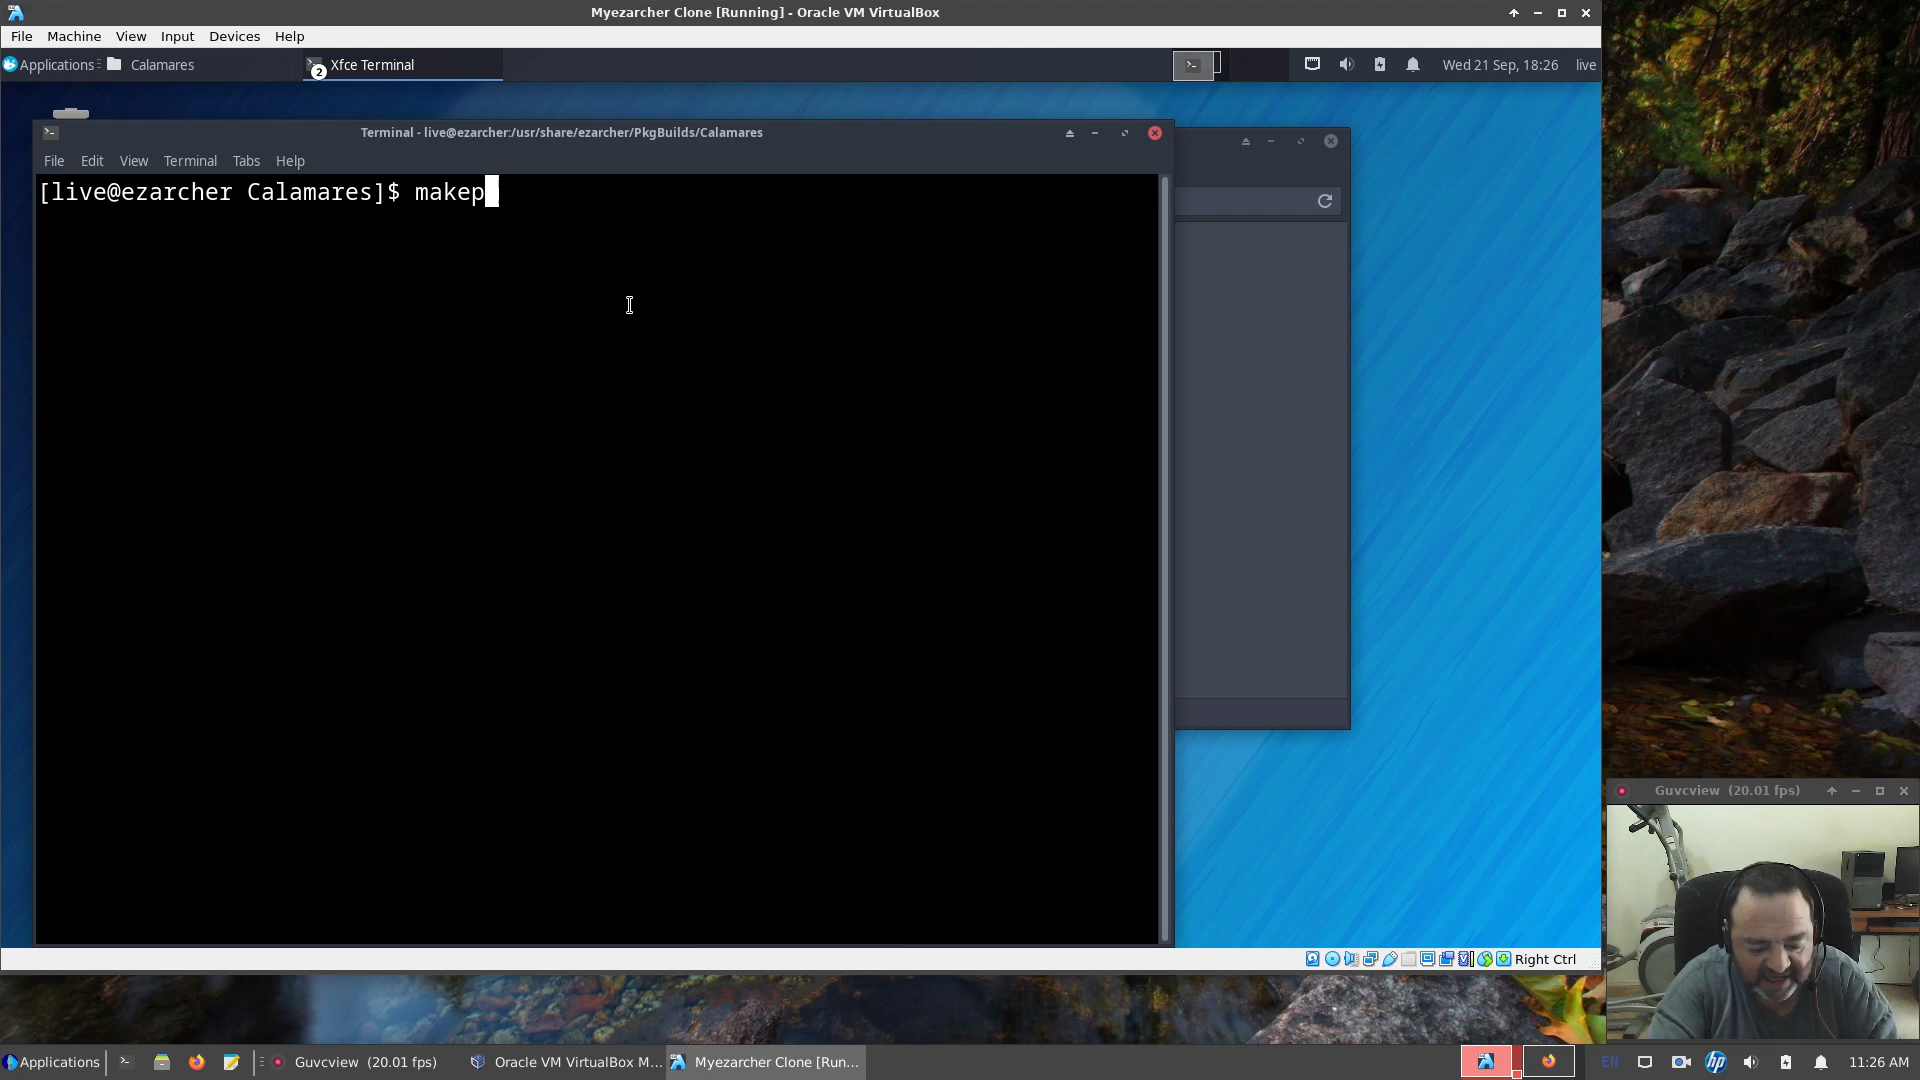 Myezarcher Clone [Running] - Oracle VM VirtualBox
File Machine View Input Devices Help
Applications Calamares 2 Xfce Terminal Wed 21 Sep, 18:26 live
Terminal - live@ezarcher:/usr/share/ezarcher/PkgBuilds/Calamares
File Edit View Terminal Tabs Help
[live@ezarcher Calamares]$ makep
Guvcview (20.01 fps)
Right Ctrl
Applications Guvcview (20.01 fps) Oracle VM VirtualBox M... Myezarcher Clone [Run... EN hp 11:26 AM